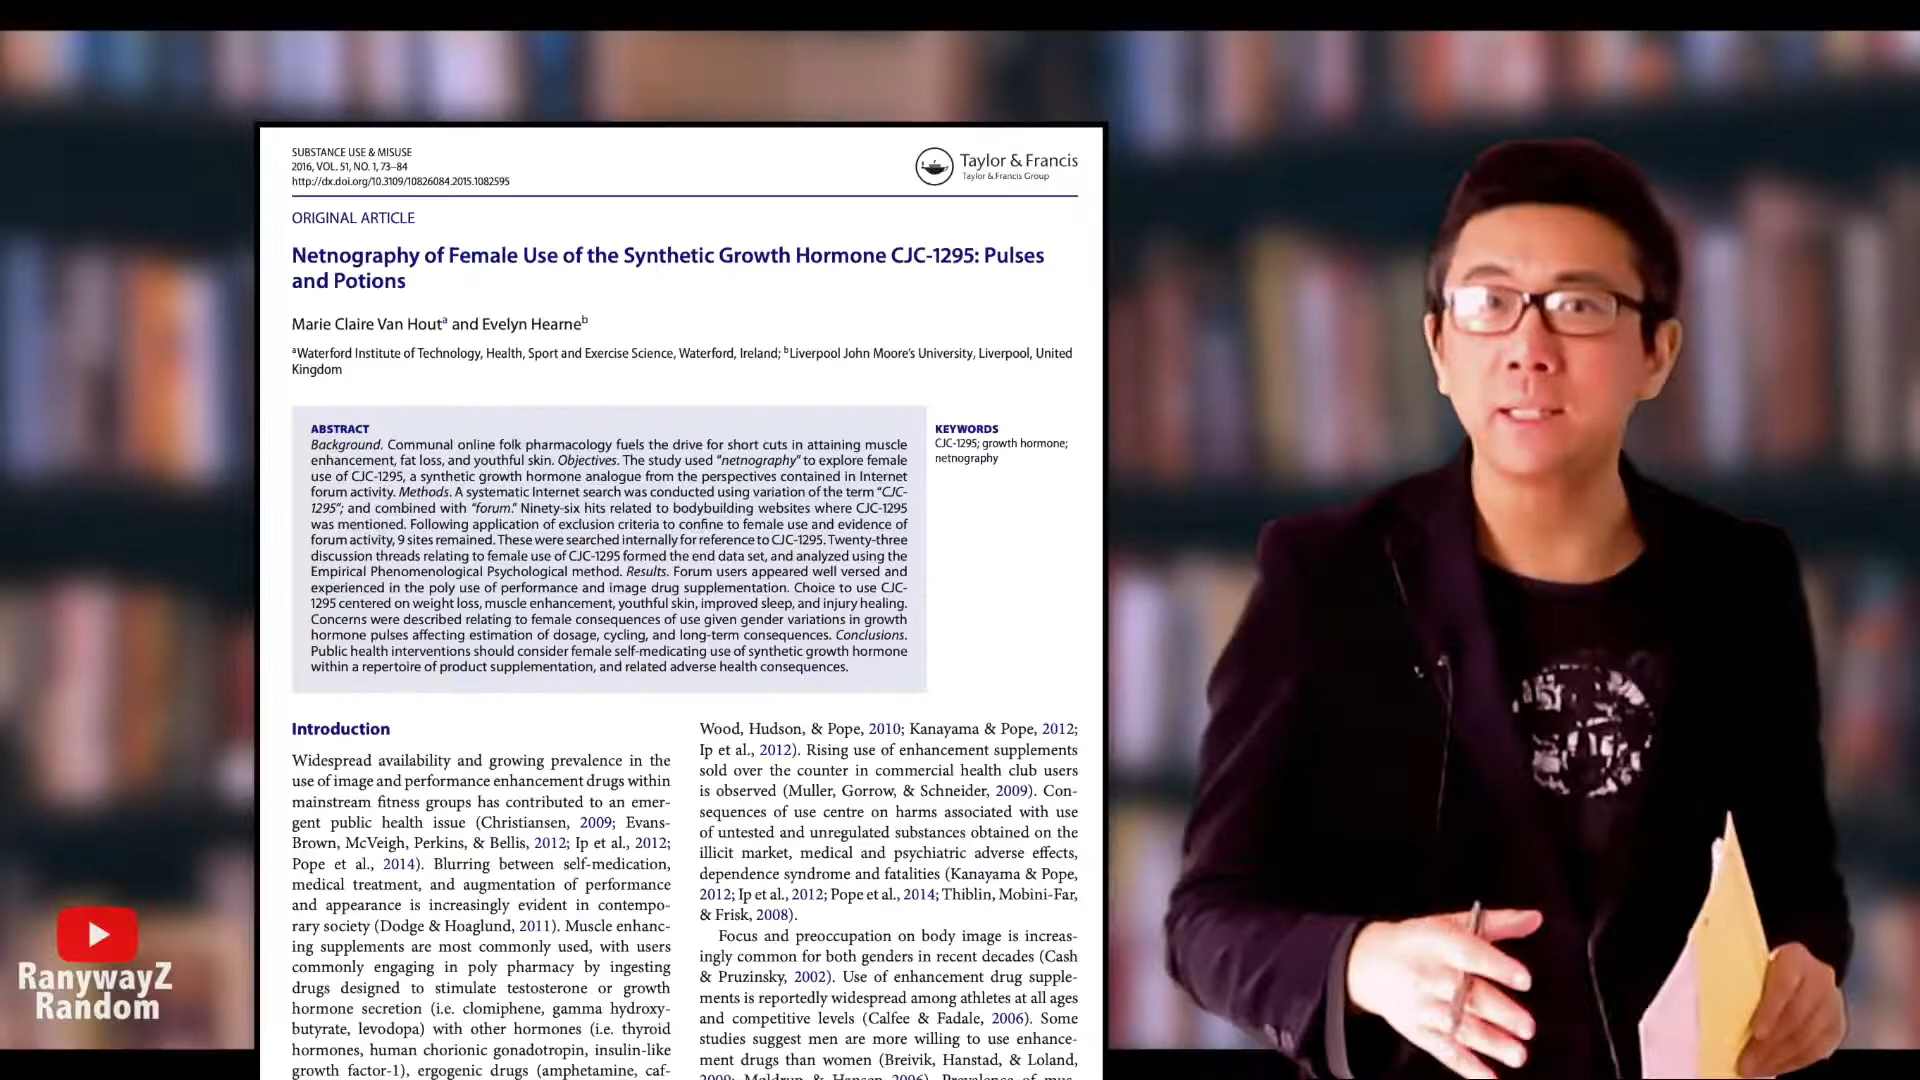 SUBSTANCE USE & MISUSE
2016, VOL. 51, NO. 1, 73–84
http://dx.doi.org/10.3109/10826084.2015.1082595
Taylor & Francis
Taylor & Francis Group
ORIGINAL ARTICLE
Netnography of Female Use of the Synthetic Growth Hormone CJC-1295: Pulses
and Potions
Marie Claire Van Houtᵃ and Evelyn Hearneᵇ
ᵃWaterford Institute of Technology, Health, Sport and Exercise Science, Waterford, Ireland; ᵇLiverpool John Moore's University, Liverpool, United
Kingdom
ABSTRACT
Background. Communal online folk pharmacology fuels the drive for short cuts in attaining muscle
enhancement, fat loss, and youthful skin. Objectives. The study used "netnography" to explore female
use of CJC-1295, a synthetic growth hormone analogue from the perspectives contained in Internet
forum activity. Methods. A systematic Internet search was conducted using variation of the term "CJC-
1295"; and combined with "forum." Ninety-six hits related to bodybuilding websites where CJC-1295
was mentioned. Following application of exclusion criteria to confine to female use and evidence of
forum activity, 9 sites remained. These were searched internally for reference to CJC-1295. Twenty-three
discussion threads relating to female use of CJC-1295 formed the end data set, and analyzed using the
Empirical Phenomenological Psychological method. Results. Forum users appeared well versed and
experienced in the poly use of performance and image drug supplementation. Choice to use CJC-
1295 centered on weight loss, muscle enhancement, youthful skin, improved sleep, and injury healing.
Concerns were described relating to female consequences of use given gender variations in growth
hormone pulses affecting estimation of dosage, cycling, and long-term consequences. Conclusions.
Public health interventions should consider female self-medicating use of synthetic growth hormone
within a repertoire of product supplementation, and related adverse health consequences.
KEYWORDS
CJC-1295; growth hormone;
netnography
Introduction
Widespread availability and growing prevalence in the
use of image and performance enhancement drugs within
mainstream fitness groups has contributed to an emer-
gent public health issue (Christiansen, 2009; Evans-
Brown, McVeigh, Perkins, & Bellis, 2012; Ip et al., 2012;
Pope et al., 2014). Blurring between self-medication,
medical treatment, and augmentation of performance
and appearance is increasingly evident in contempo-
rary society (Dodge & Hoaglund, 2011). Muscle enhanc-
ing supplements are most commonly used, with users
commonly engaging in poly pharmacy by ingesting
drugs designed to stimulate testosterone or growth
hormone secretion (i.e. clomiphene, gamma hydroxy-
butyrate, levodopa) with other hormones (i.e. thyroid
hormones, human chorionic gonadotropin, insulin-like
growth factor-1), ergogenic drugs (amphetamine, caf-
Wood, Hudson, & Pope, 2010; Kanayama & Pope, 2012;
Ip et al., 2012). Rising use of enhancement supplements
sold over the counter in commercial health club users
is observed (Muller, Gorrow, & Schneider, 2009). Con-
sequences of use centre on harms associated with use
of untested and unregulated substances obtained on the
illicit market, medical and psychiatric adverse effects,
dependence syndrome and fatalities (Kanayama & Pope,
2012; Ip et al., 2012; Pope et al., 2014; Thiblin, Mobini-Far,
& Frisk, 2008).
Focus and preoccupation on body image is increas-
ingly common for both genders in recent decades (Cash
& Pruzinsky, 2002). Use of enhancement drug supple-
ments is reportedly widespread among athletes at all ages
and competitive levels (Calfee & Fadale, 2006). Some
studies suggest men are more willing to use enhance-
ment drugs than women (Breivik, Hanstad, & Loland,
RanywayZ
Random